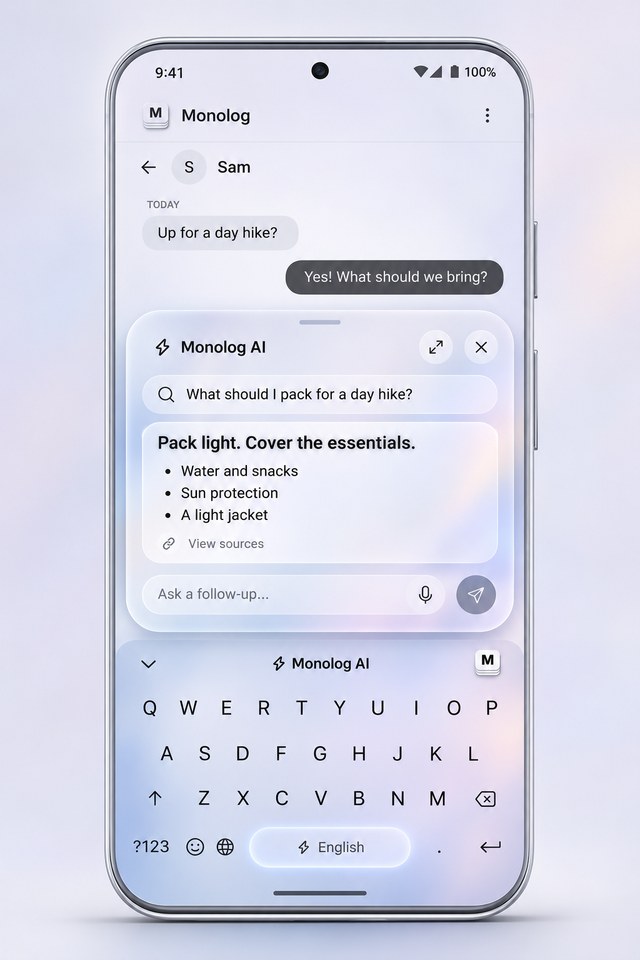 9:41
100%
M
Monolog
S
Sam
TODAY
Up for a day hike?
Yes! What should we bring?
Monolog AI
What should I pack for a day hike?
Pack light. Cover the essentials.
• Water and snacks
• Sun protection
• A light jacket
View sources
Ask a follow-up...
Monolog AI
M
Q W E R T Y U I O P
A S D F G H J K L
Z X C V B N M
?123
English
.